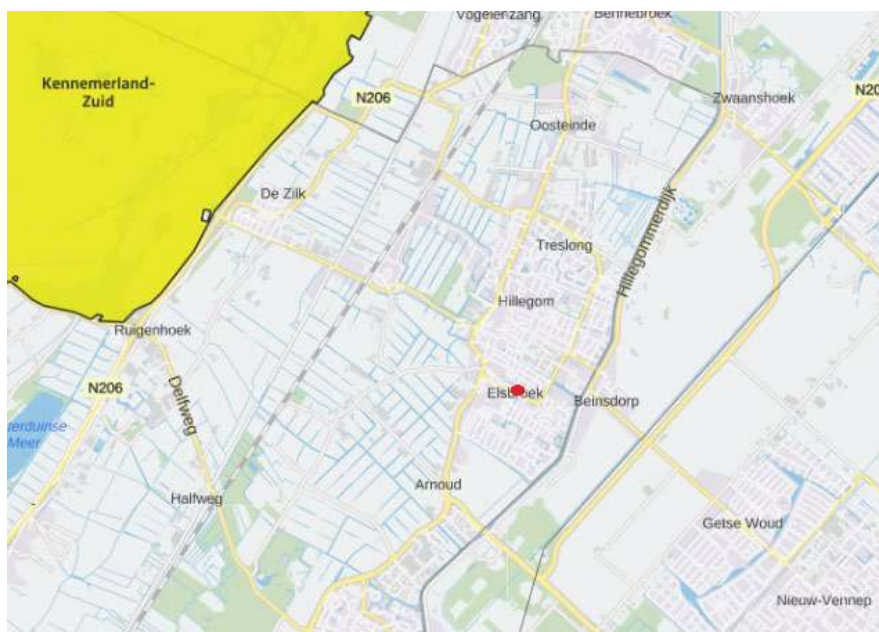 Vogelenzang
Bennebroek
Kennemerland-
Zuid
N206
Zwaanshoek
Oosteinde
De Zilk
Hillegommerdijk
Treslong
Hillegom
Ruigenhoek
N206
Delfweg
Elsbroek
Beinsdorp
Meer
Arnoud
Halfweg
Getse Woud
Nieuw-Vennep